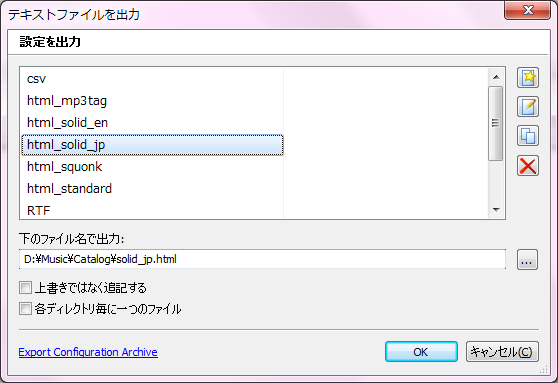 テキストファイルを出力
設定を出力
csv
html_mp3tag
html_solid_en
html_solid_jp
html_squonk
html_standard
RTF
下のファイル名で出力:
D:¥Music¥Catalog¥solid_jp.html
...
上書きではなく追記する
各ディレクトリ毎に一つのファイル
Export Configuration Archive
OK
キャンセル(C)